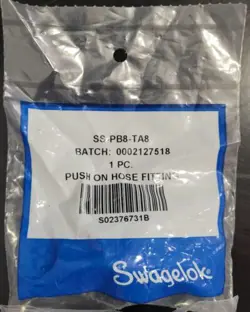 SS-PB8-TA8
BATCH: 0002127518
1 PC.
PUSH ON HOSE FITTING
S02376731B
Swagelok